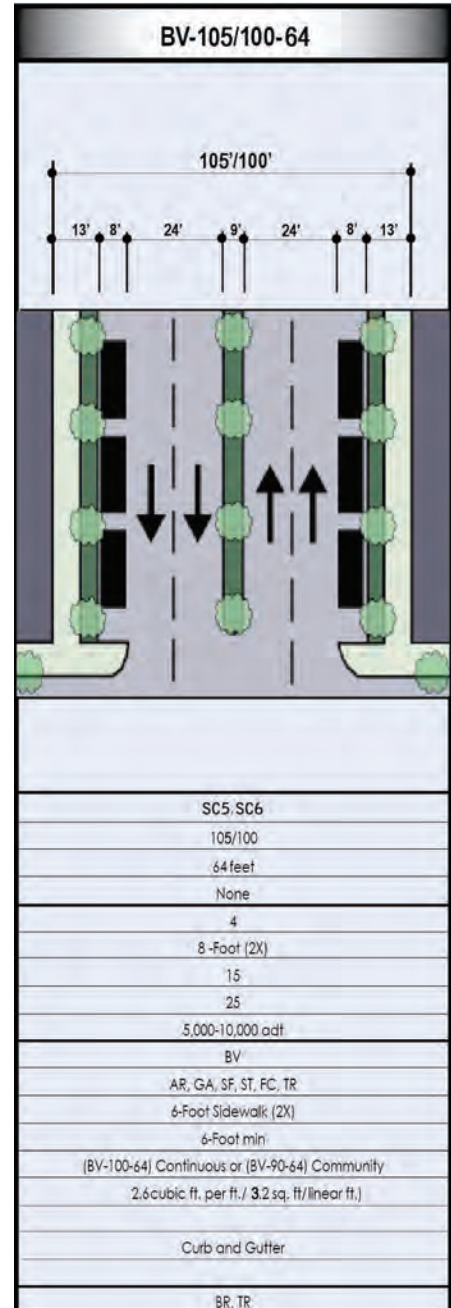 BV-105/100-64
105'/100'
13' 8' 24' 9' 24' 8' 13'
SC5, SC6
105/100
64 feet
None
4
8 -Foot (2X)
15
25
5,000-10,000 adt
BV
AR, GA, SF, ST, FC, TR
6-Foot Sidewalk (2X)
6-Foot min
(BV-100-64) Continuous or (BV-90-64) Community
2.6cubic ft. per ft./ 3.2 sq. ft/linear ft.)
Curb and Gutter
BR, TR